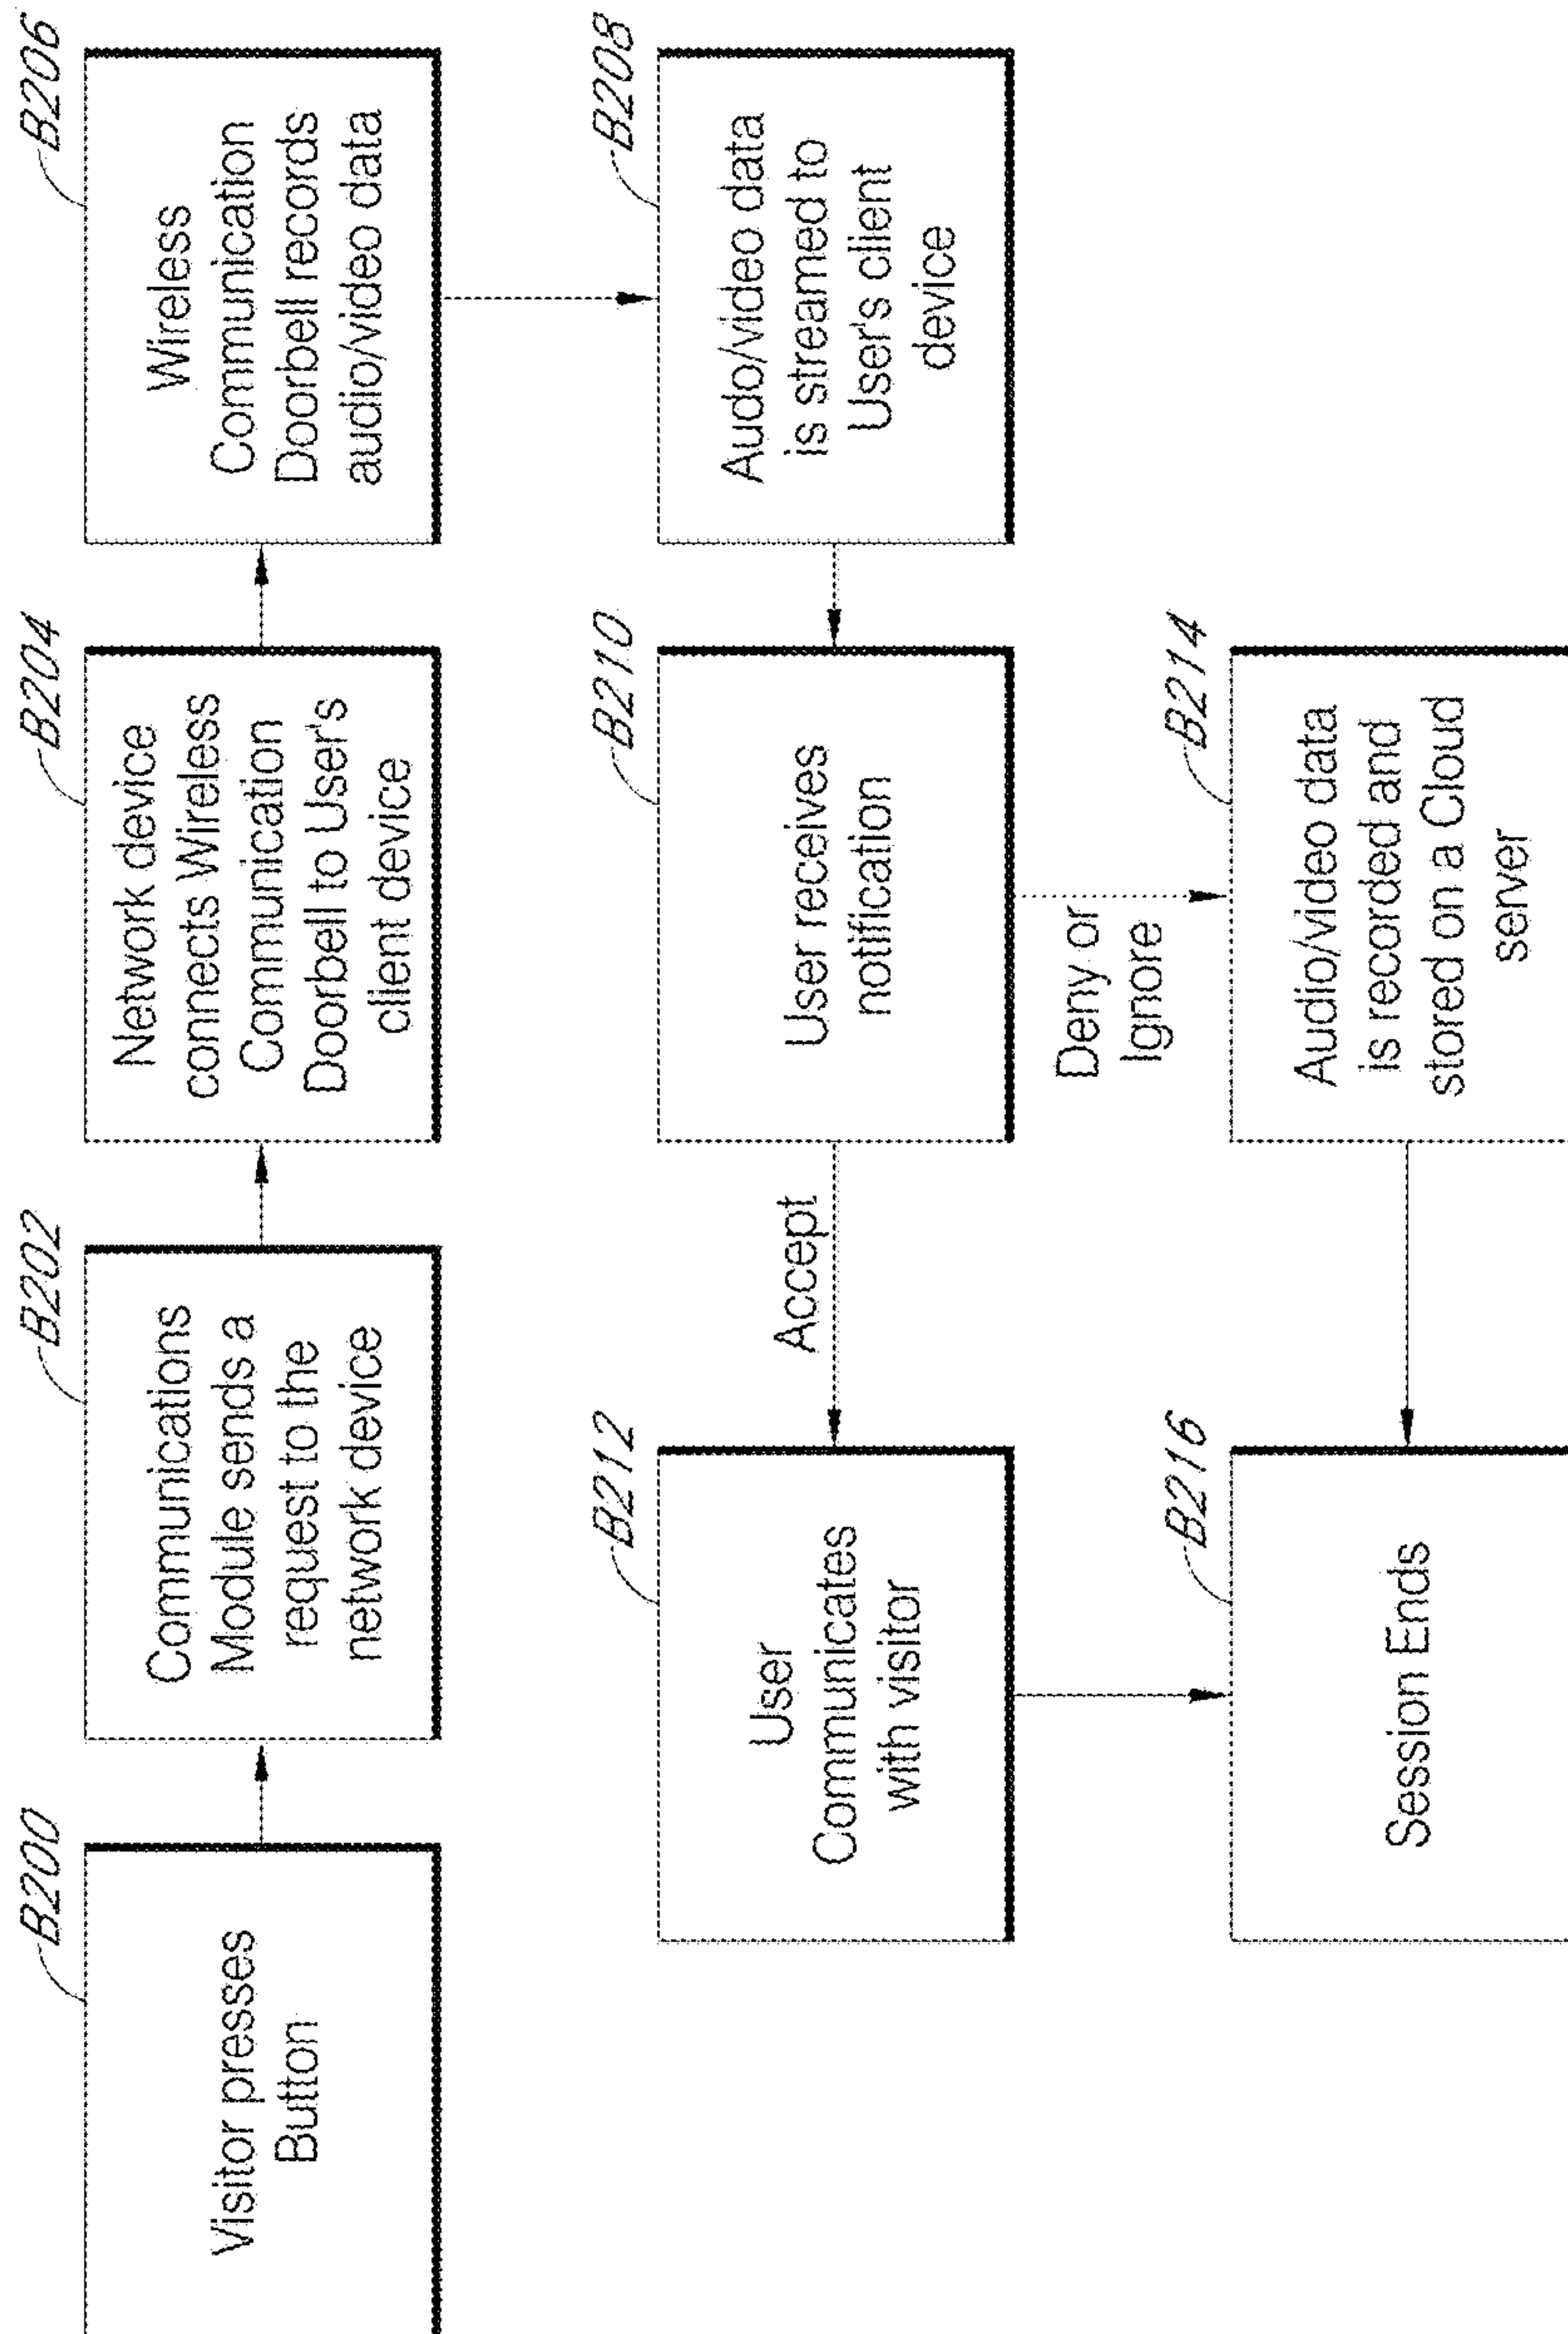 B200
Visitor presses
Button
B202
Communications
Module sends a
request to the
network device
B204
Network device
connects Wireless
Communication
Doorbell to User's
client device
B206
Wireless
Communication
Doorbell records
audio/video data
B208
Audo/video data
is streamed to
User's client
device
B210
User receives
notification
Accept
B212
User
Communicates
with visitor
Deny or
Ignore
B214
Audio/video data
is recorded and
stored on a Cloud
server
B216
Session Ends